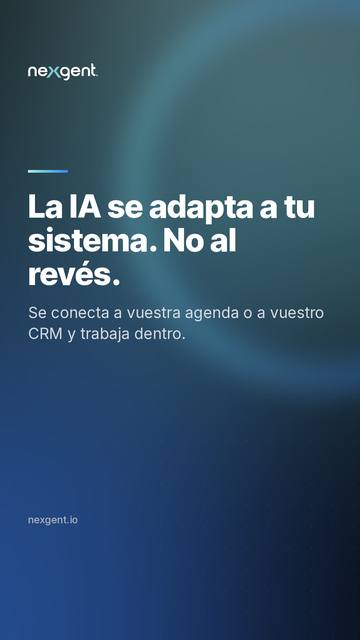 nexgent.
La IA se adapta a tu
sistema. No al
revés.
Se conecta a vuestra agenda o a vuestro
CRM y trabaja dentro.
nexgent.io